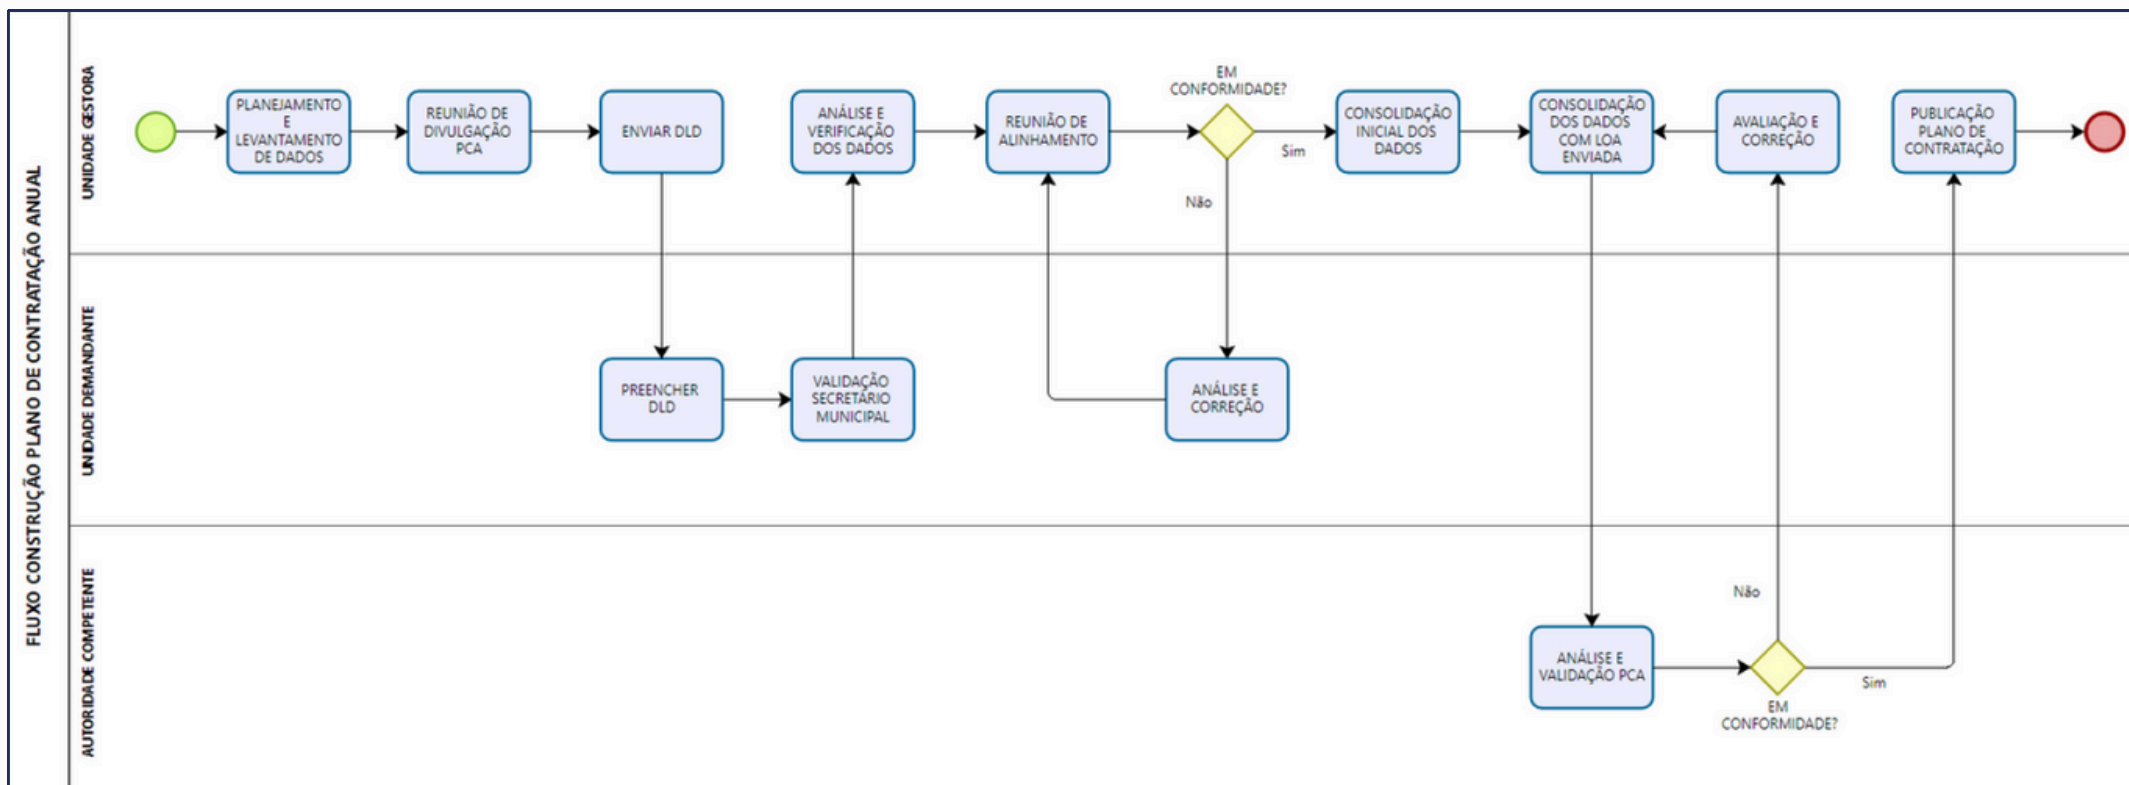 FLUXO CONSTRUÇÃO PLANO DE CONTRATAÇÃO ANUAL
UNIDADE GESTORA
PLANEJAMENTO
E
LEVANTAMENTO
DE DADOS
REUNIÃO DE
DIVULGAÇÃO
PCA
ENVIAR DLD
ANÁLISE E
VERIFICAÇÃO
DOS DADOS
REUNIÃO DE
ALINHAMENTO
EM
CONFORMIDADE?
Sim
Não
CONSOLIDAÇÃO
INICIAL DOS
DADOS
CONSOLIDAÇÃO
DOS DADOS
COM LOA
ENVIADA
AVALIAÇÃO E
CORREÇÃO
PUBLICAÇÃO
PLANO DE
CONTRATAÇÃO
UNIDADE DEMANDANTE
PREENCHER
DLD
VALIDAÇÃO
SECRETÁRIO
MUNICIPAL
ANÁLISE E
CORREÇÃO
AUTORIDADE COMPETENTE
ANÁLISE E
VALIDAÇÃO PCA
Não
Sim
EM
CONFORMIDADE?